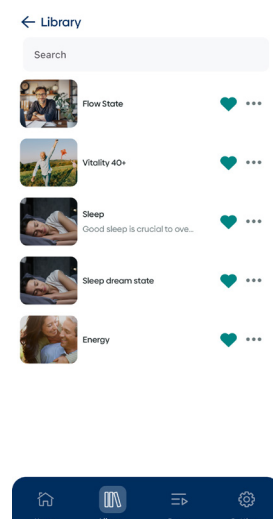 Library
Search
Flow State
Vitality 40+
Sleep
Good sleep is crucial to ove...
Sleep dream state
Energy